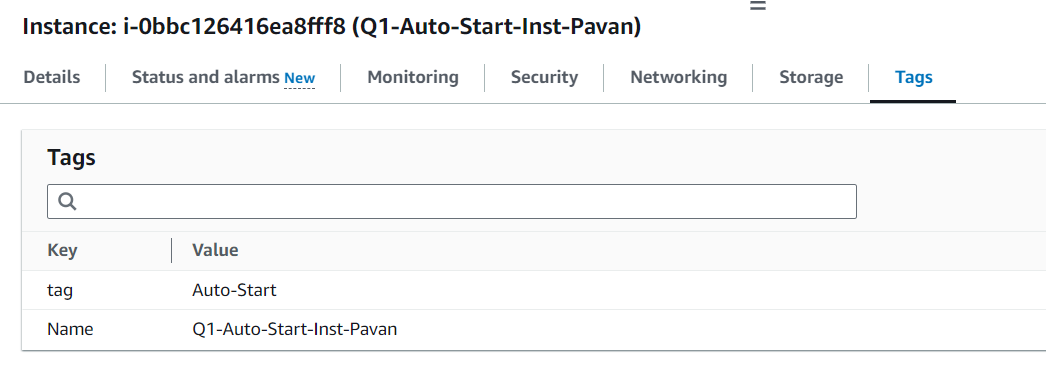 Instance: i-0bbc126416ea8fff8 (Q1-Auto-Start-Inst-Pavan)
Details Status and alarms New Monitoring Security Networking Storage Tags
Tags
Key Value
tag Auto-Start
Name Q1-Auto-Start-Inst-Pavan